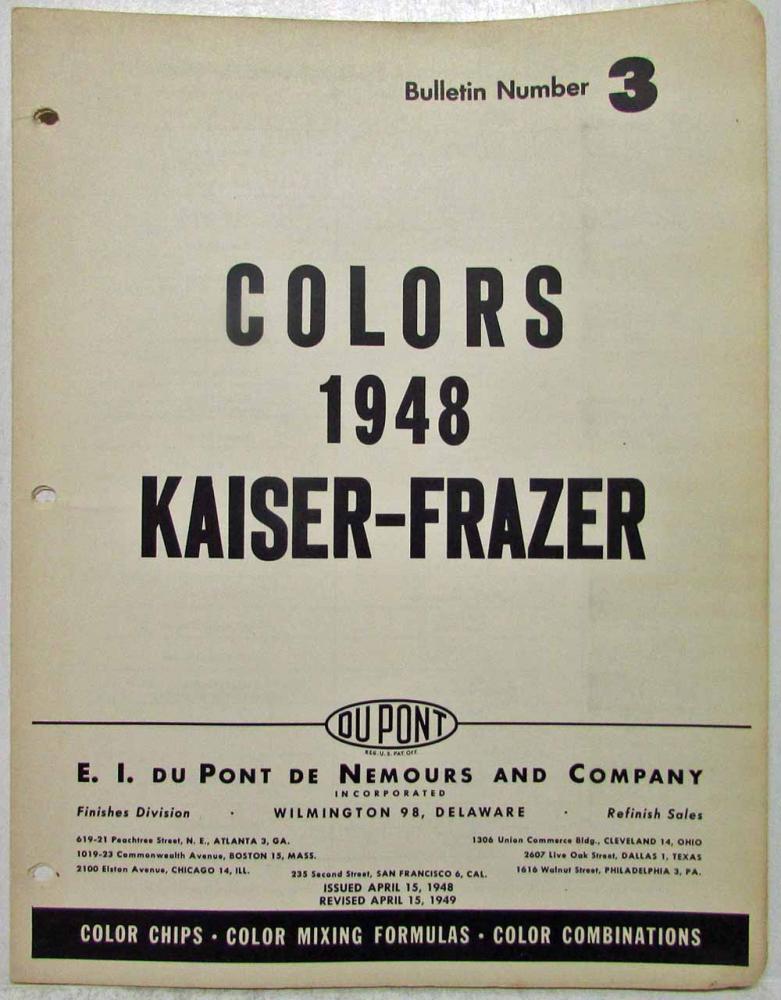 Bulletin Number 3
COLORS
1948
KAISER-FRAZER
DU PONT
REG. U. S. PAT. OFF.
E. I. DU PONT DE NEMOURS AND COMPANY
INCORPORATED
Finishes Division · WILMINGTON 98, DELAWARE · Refinish Sales
619-21 Peachtree Street, N. E., ATLANTA 3, GA. 1306 Union Commerce Bldg., CLEVELAND 14, OHIO
1019-23 Commonwealth Avenue, BOSTON 15, MASS. 2607 Live Oak Street, DALLAS 1, TEXAS
2100 Elston Avenue, CHICAGO 14, ILL. 235 Second Street, SAN FRANCISCO 6, CAL. 1616 Walnut Street, PHILADELPHIA 3, PA.
ISSUED APRIL 15, 1948
REVISED APRIL 15, 1949
COLOR CHIPS · COLOR MIXING FORMULAS · COLOR COMBINATIONS